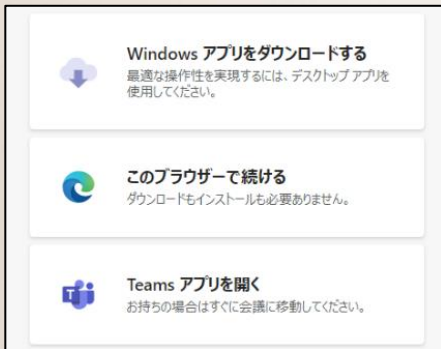 Windows アプリをダウンロードする
最適な操作性を実現するには、デスクトップ アプリを
使用してください。
このブラウザーで続ける
ダウンロードもインストールも必要ありません。
Teams アプリを開く
お持ちの場合はすぐに会議に移動してください。